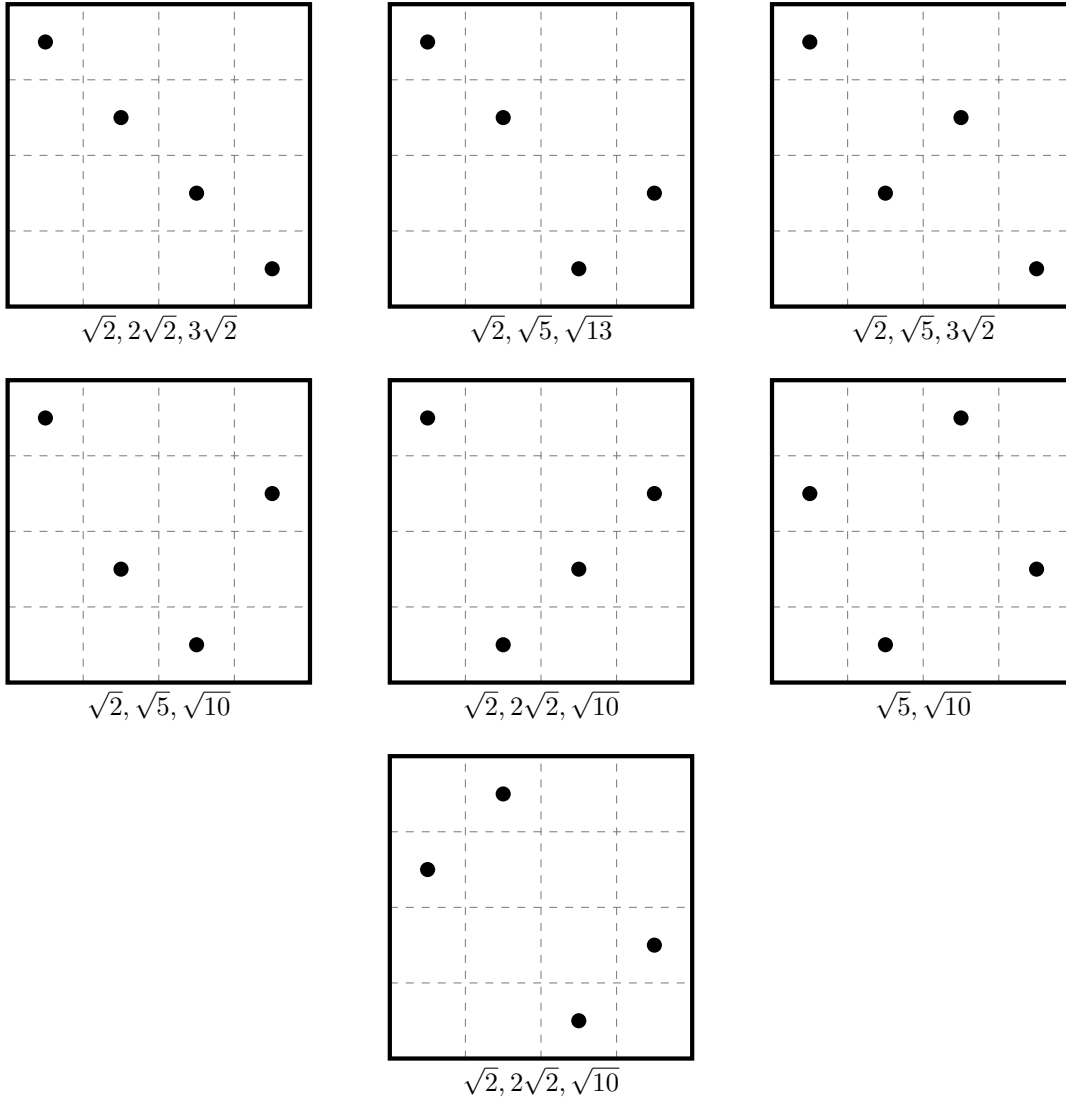 √2, 2√2, 3√2
√2, √5, √13
√2, √5, 3√2
√2, √5, √10
√2, 2√2, √10
√5, √10
√2, 2√2, √10